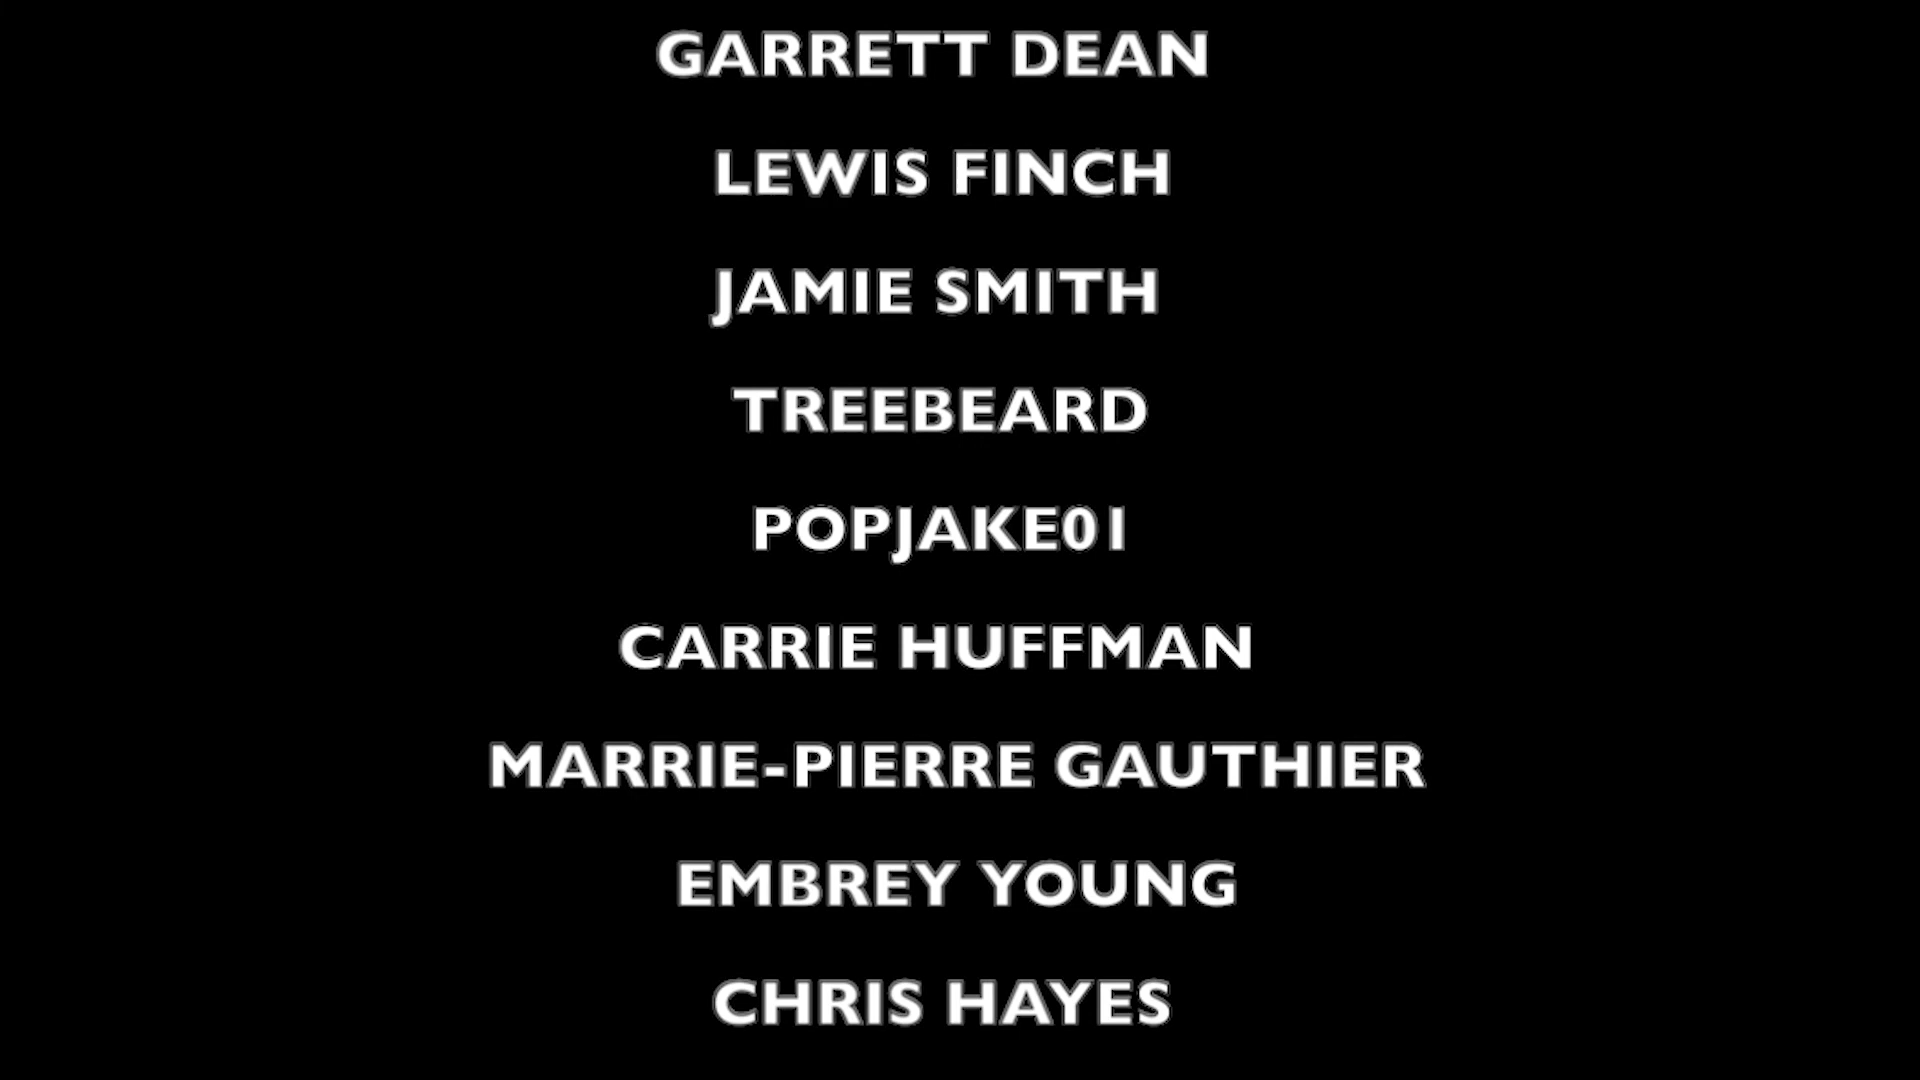 GARRETT DEAN
LEWIS FINCH
JAMIE SMITH
TREEBEARD
POPJAKE01
CARRIE HUFFMAN
MARRIE-PIERRE GAUTHIER
EMBREY YOUNG
CHRIS HAYES